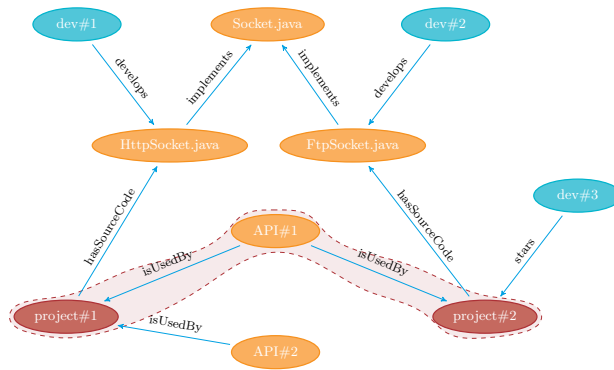 dev#1
Socket.java
dev#2
develops
implements
implements
develops
HttpSocket.java
FtpSocket.java
dev#3
hasSourceCode
hasSourceCode
API#1
stars
isUsedBy
isUsedBy
project#1
project#2
isUsedBy
API#2